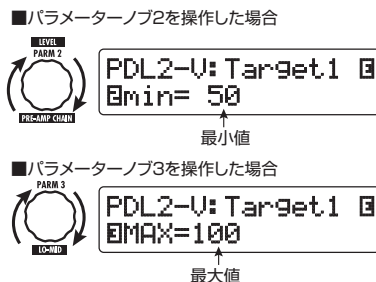 ■パラメーターノブ2を操作した場合
LEVEL
PARM 2
PRE-AMP CHAIN
PDL2-V:Target1 E
2min= 50
最小値
■パラメーターノブ3を操作した場合
PARM 3
LO-MID
PDL2-V:Target1 E
3MAX=100
最大値